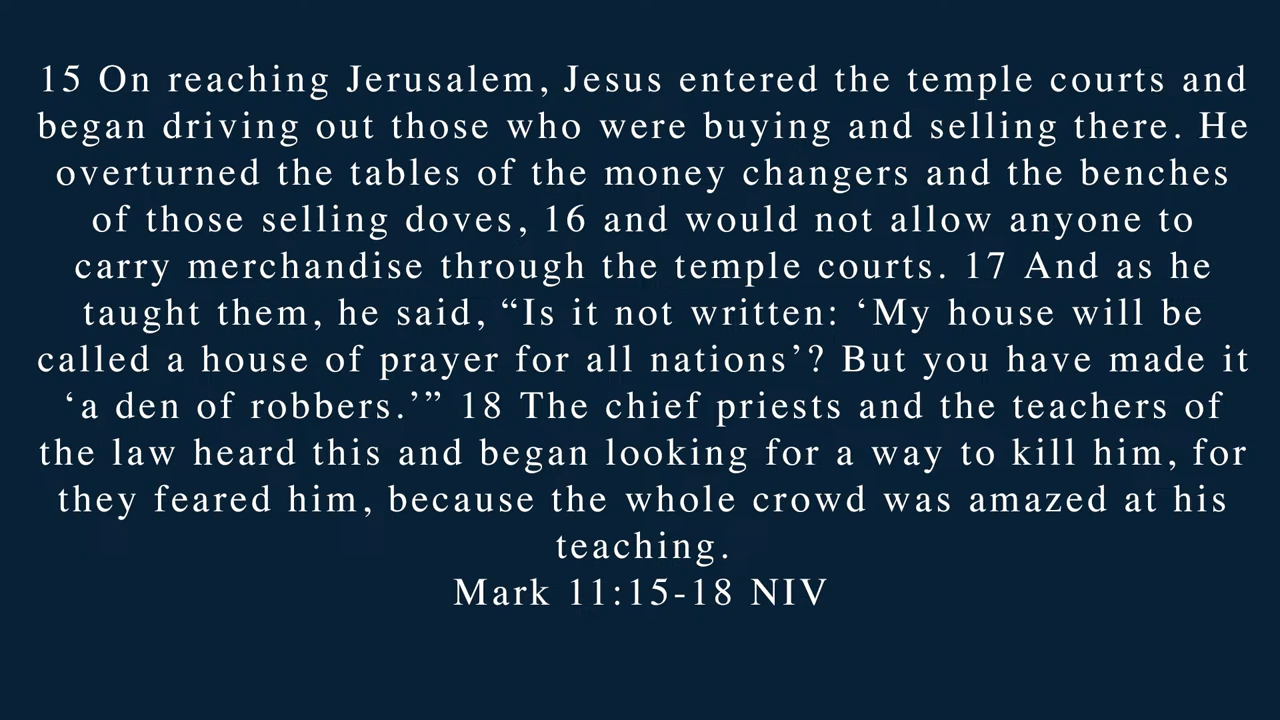 15 On reaching Jerusalem, Jesus entered the temple courts and
began driving out those who were buying and selling there. He
overturned the tables of the money changers and the benches
of those selling doves, 16 and would not allow anyone to
carry merchandise through the temple courts. 17 And as he
taught them, he said, “Is it not written: ‘My house will be
called a house of prayer for all nations’? But you have made it
‘a den of robbers.’” 18 The chief priests and the teachers of
the law heard this and began looking for a way to kill him, for
they feared him, because the whole crowd was amazed at his
teaching.
Mark 11:15-18 NIV